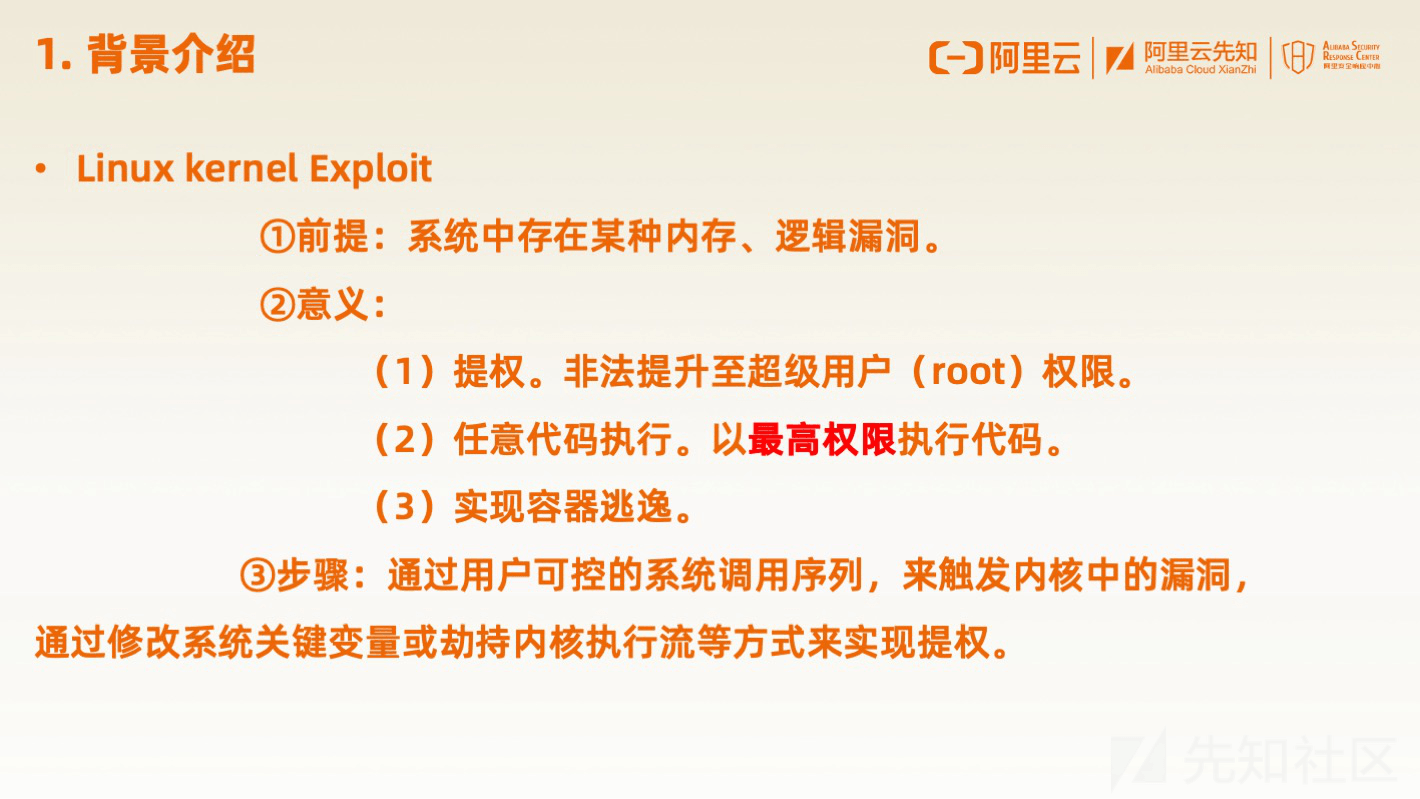 1. 背景介绍
阿里云
阿里云先知
Alibaba Cloud XianZhi
ALIBABA SECURITY
RESPONSE CENTER
阿里安全响应中心
• Linux kernel Exploit
①前提：系统中存在某种内存、逻辑漏洞。
②意义：
（1）提权。非法提升至超级用户（root）权限。
（2）任意代码执行。以最高权限执行代码。
（3）实现容器逃逸。
③步骤：通过用户可控的系统调用序列，来触发内核中的漏洞，
通过修改系统关键变量或劫持内核执行流等方式来实现提权。
先知社区